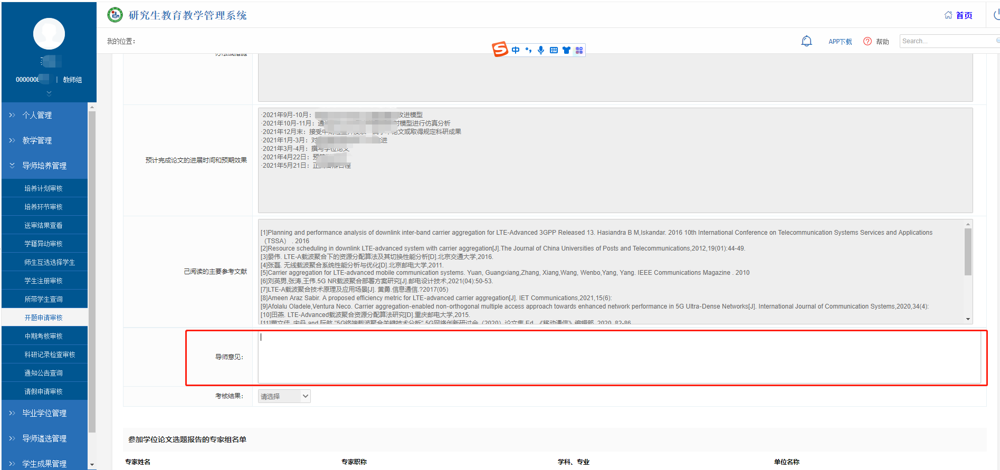 研究生教育教学管理系统
首页
我的位置：
APP下载
帮助
Search...
中
0000008
教师组
个人管理
教学管理
导师培养管理
培养计划审核
培养环节审核
送审结果查看
学籍异动审核
师生互选选择学生
学生注册审核
所带学生查询
开题申请审核
中期考核审核
科研记录检查审核
通知公告查询
请假申请审核
毕业学位管理
导师遴选管理
学生成果管理
预计完成论文的进展时间和预期效果
·2021年9月-10月： 改进模型
·2021年10月-11月：通 对模型进行仿真分析
·2021年12月末：接受中期检查 论文或取得规定科研成果
·2021年1月-3月：对 进
·2021年3月-4月：撰写学位论文
·2021年4月22日：预
·2021年5月21日：正
己阅读的主要参考文献
[1]Planning and performance analysis of downlink inter-band carrier aggregation for LTE-Advanced 3GPP Released 13. Hasiandra B M,Iskandar. 2016 10th International Conference on Telecommunication Systems Services and Applications
（TSSA） . 2016
[2]Resource scheduling in downlink LTE-advanced system with carrier aggregation[J].The Journal of China Universities of Posts and Telecommunications,2012,19(01):44-49.
[3]晏伟. LTE-A载波聚合下的资源分配算法及其切换性能分析[D].北京交通大学,2016.
[4]张磊. 无线载波聚合系统性能分析与优化[D].北京邮电大学,2011.
[5]Carrier aggregation for LTE-advanced mobile communication systems. Yuan, Guangxiang,Zhang, Xiang,Wang, Wenbo,Yang, Yang. IEEE Communications Magazine . 2010
[6]刘英男,张涛,王伟.5G NR载波聚合部署方案研究[J].邮电设计技术,2021(04):50-53.
[7]LTE-A载波聚合技术原理及应用场景[J]. 黄勇.信息通信.?2017(05)
[8]Ameen Araz Sabir. A proposed efficiency metric for LTE-advanced carrier aggregation[J]. IET Communications,2021,15(6):
[9]Afolalu Oladele,Ventura Neco. Carrier aggregation-enabled non-orthogonal multiple access approach towards enhanced network performance in 5G Ultra-Dense Networks[J]. International Journal of Communication Systems,2020,34(4):
[10]田燕. LTE-Advanced载波聚合资源分配算法研究[D].重庆邮电大学,2015.
[11]黄文佳, 宋丹,and 阮航."5G终端载波聚合关键技术分析".5G网络创新研讨会（2020）论文集.Ed. 《移动通信》编辑部, 2020, 82-86.
导师意见：
考核结果：
请选择
参加学位论文选题报告的专家组名单
专家姓名
专家职称
学科、专业
单位名称